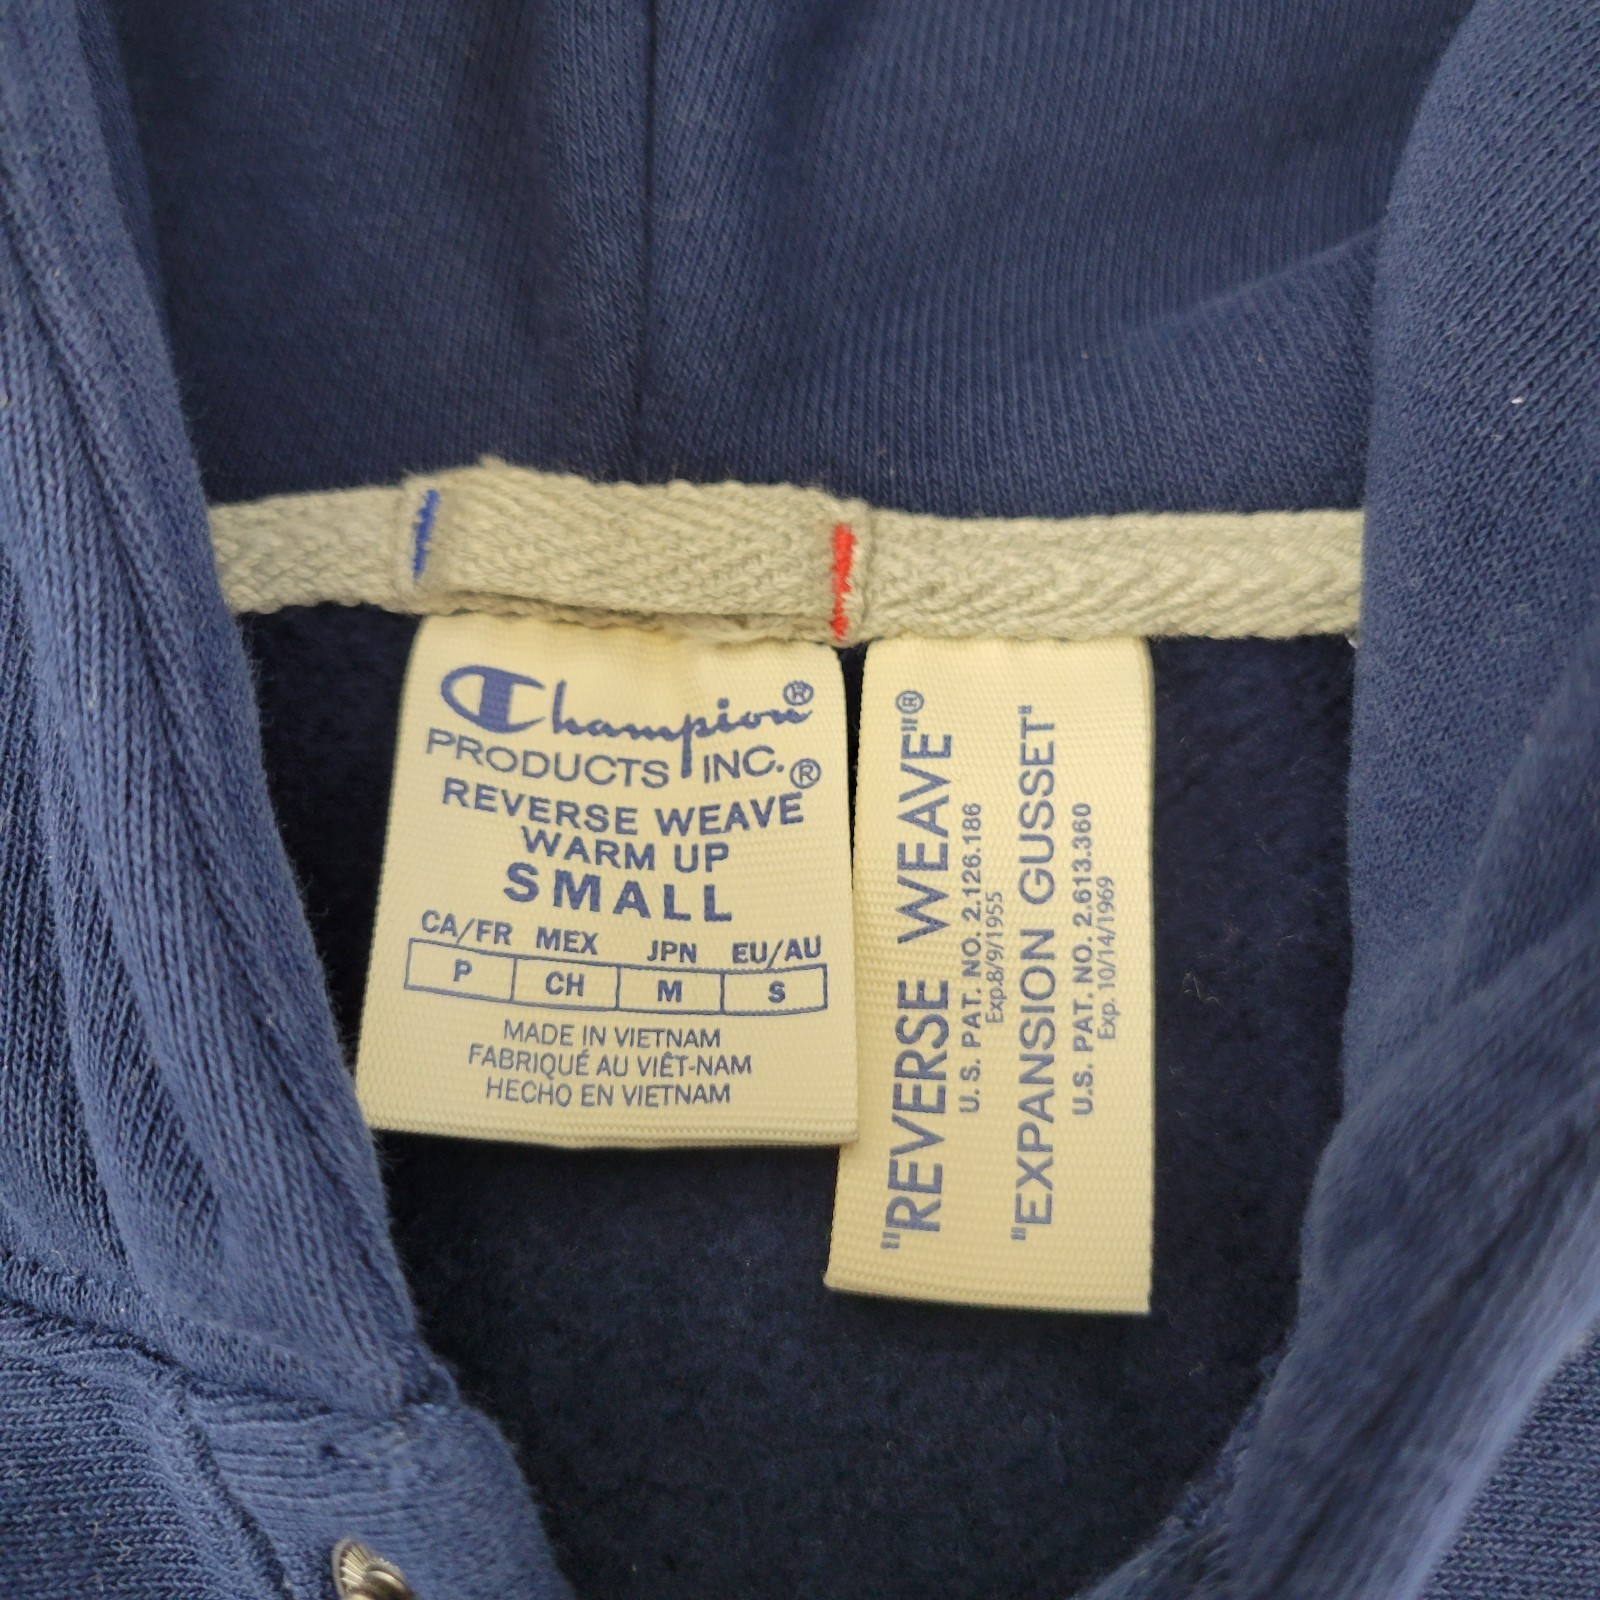 Champion®
PRODUCTS INC.®
REVERSE WEAVE
WARM UP
SMALL
CA/FR MEX JPN EU/AU
P CH M S
MADE IN VIETNAM
FABRIQUÉ AU VIÊT-NAM
HECHO EN VIETNAM
"REVERSE WEAVE"®
U.S. PAT. NO. 2.126.186
Exp.8/9/1955
"EXPANSION GUSSET"
U.S. PAT. NO. 2.613.360
Exp. 10/14/1969